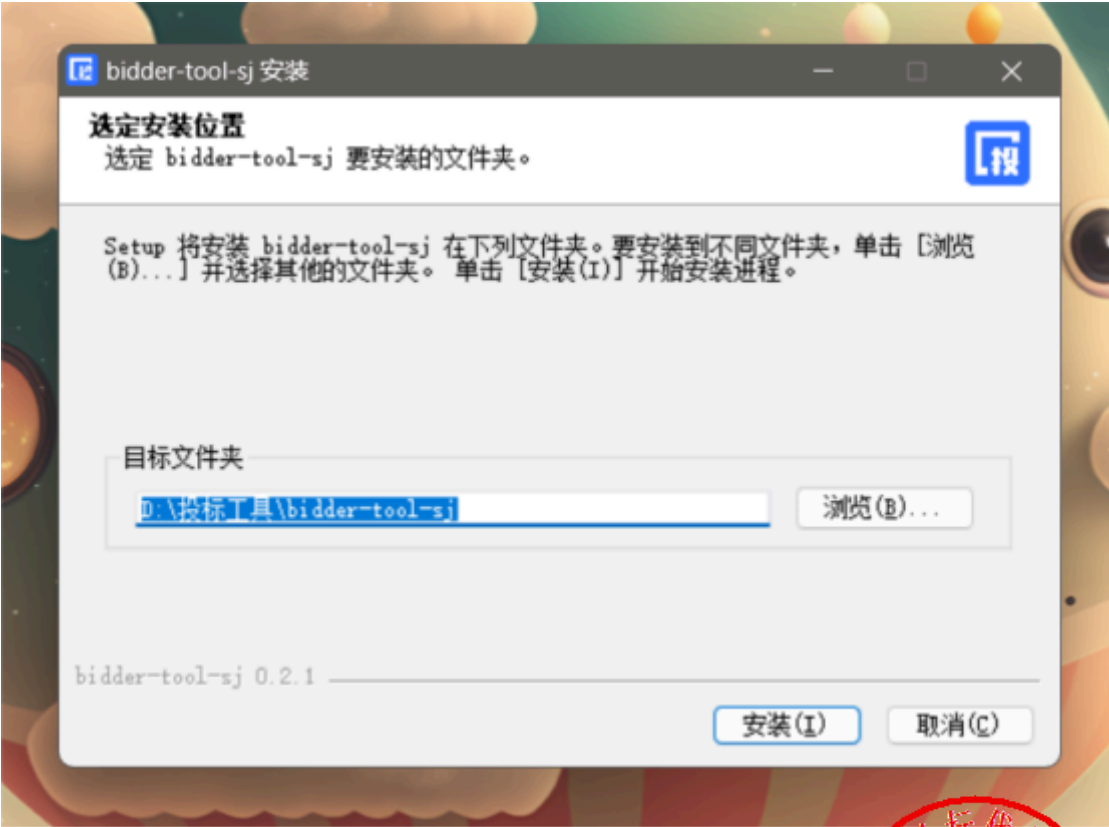 bidder-tool-sj 安装
选定安装位置
选定 bidder-tool-sj 要安装的文件夹。
投
Setup 将安装 bidder-tool-sj 在下列文件夹。要安装到不同文件夹，单击 [浏览
(B)...] 并选择其他的文件夹。 单击 [安装(I)] 开始安装进程。
目标文件夹
D:\投标工具\bidder-tool-sj
浏览(B)...
bidder-tool-sj 0.2.1
安装(I)
取消(C)